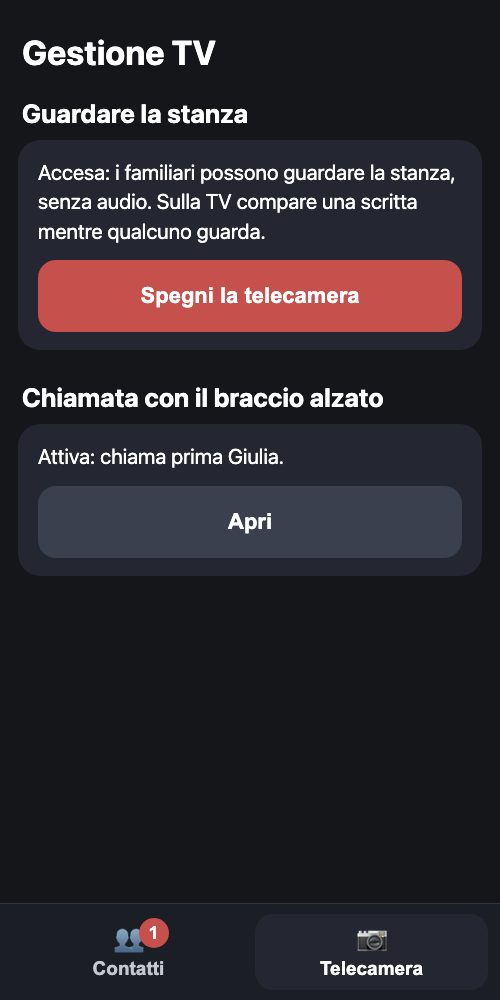 Gestione TV
Guardare la stanza
Accesa: i familiari possono guardare la stanza,
senza audio. Sulla TV compare una scritta
mentre qualcuno guarda.
Spegni la telecamera
Chiamata con il braccio alzato
Attiva: chiama prima Giulia.
Apri
1
Contatti
Telecamera